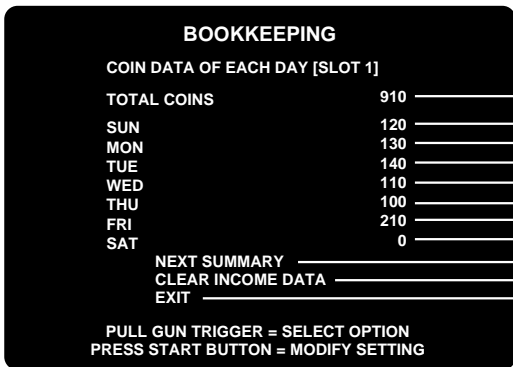 BOOKKEEPING
COIN DATA OF EACH DAY [SLOT 1]
TOTAL COINS 910
SUN 120
MON 130
TUE 140
WED 110
THU 100
FRI 210
SAT 0
NEXT SUMMARY
CLEAR INCOME DATA
EXIT
PULL GUN TRIGGER = SELECT OPTION
PRESS START BUTTON = MODIFY SETTING